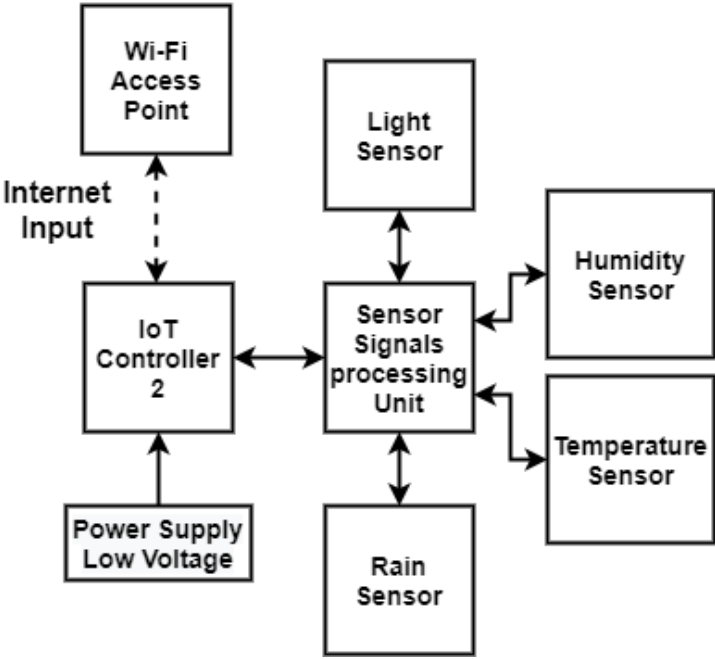 Wi-Fi
Access
Point
Light
Sensor
Internet
Input
Humidity
Sensor
IoT
Controller
2
Sensor
Signals
processing
Unit
Temperature
Sensor
Power Supply
Low Voltage
Rain
Sensor